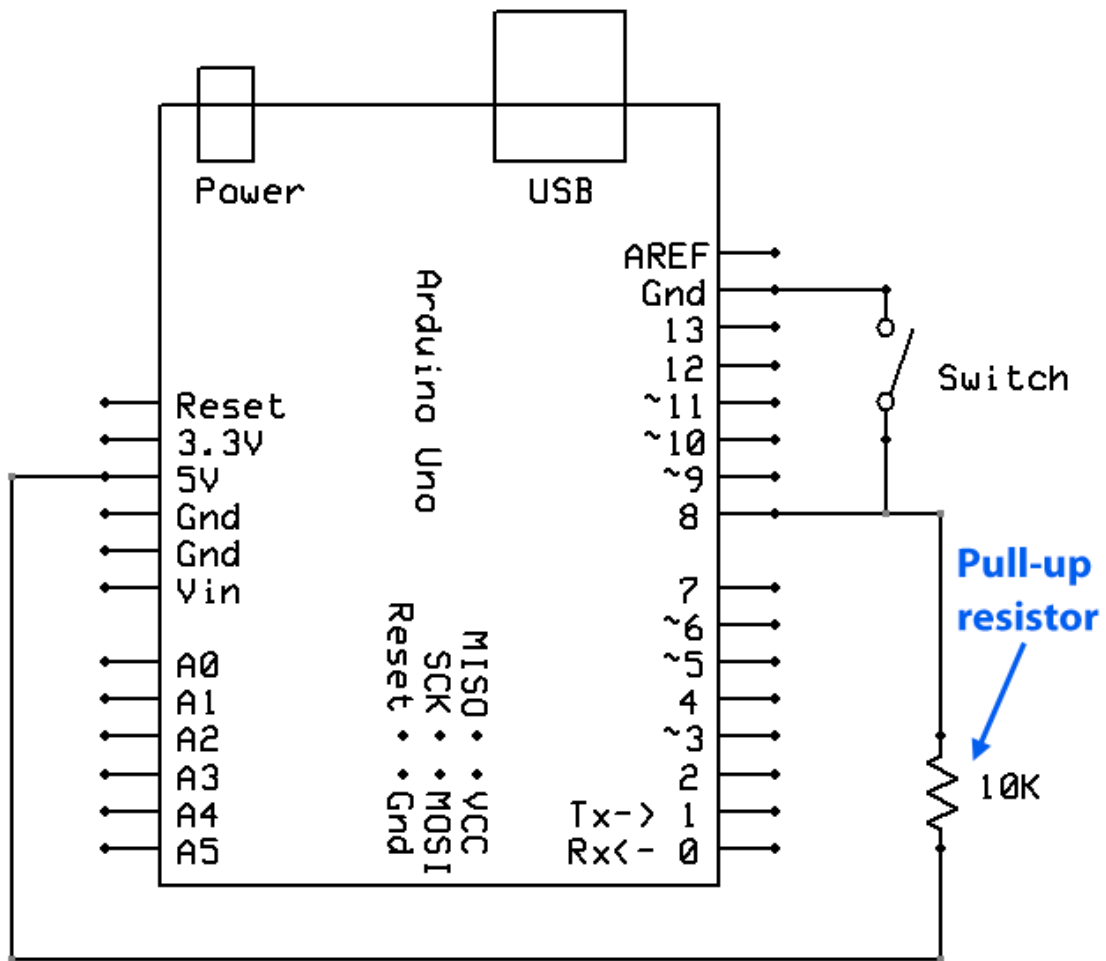 Power
USB
Arduino Uno
AREF
Gnd
13
12
~11
~10
~9
8
7
~6
~5
4
~3
2
Tx-> 1
Rx<- 0
Reset
3.3V
5V
Gnd
Gnd
Vin
A0
A1
A2
A3
A4
A5
MISO
SCK
Reset
VCC
MOSI
Gnd
Switch
Pull-up
resistor
10K